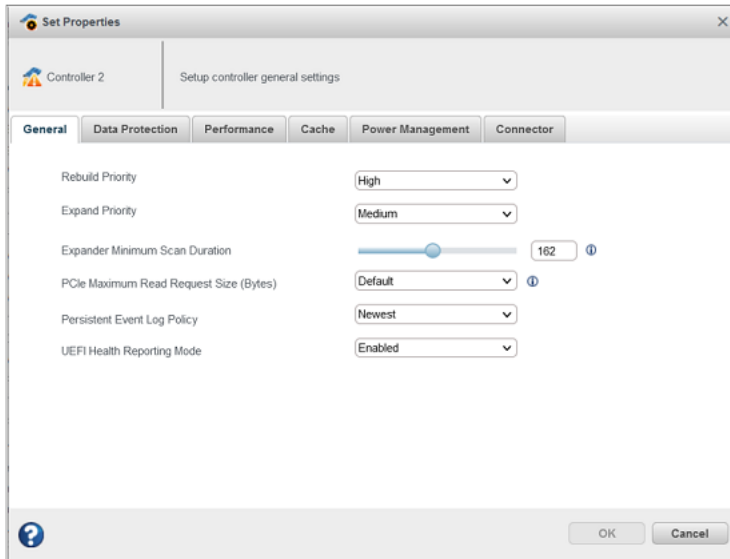 Set Properties
Controller 2
Setup controller general settings
General
Data Protection
Performance
Cache
Power Management
Connector
Rebuild Priority
High
Expand Priority
Medium
Expander Minimum Scan Duration
162
PCIe Maximum Read Request Size (Bytes)
Default
Persistent Event Log Policy
Newest
UEFI Health Reporting Mode
Enabled
OK
Cancel